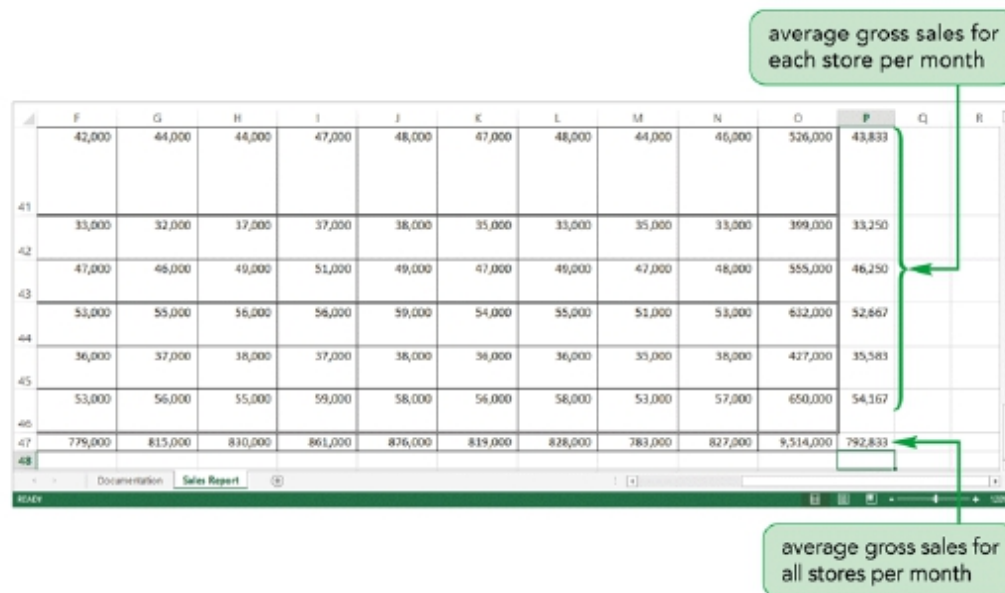 average gross sales for
each store per month
F G H I J K L M N O P Q R
42,000 44,000 44,000 47,000 48,000 47,000 48,000 44,000 46,000 526,000 43,833
41
33,000 32,000 37,000 37,000 38,000 35,000 33,000 35,000 33,000 399,000 33,250
42
47,000 46,000 49,000 51,000 49,000 47,000 49,000 47,000 48,000 555,000 46,250
43
53,000 55,000 56,000 56,000 59,000 54,000 55,000 51,000 53,000 632,000 52,667
44
36,000 37,000 38,000 37,000 38,000 36,000 36,000 35,000 38,000 427,000 35,583
45
53,000 56,000 55,000 59,000 58,000 56,000 58,000 53,000 57,000 650,000 54,167
46
47 779,000 815,000 830,000 861,000 876,000 819,000 828,000 783,000 827,000 9,514,000 792,833
48
Documentation Sales Report
READY
average gross sales for
all stores per month